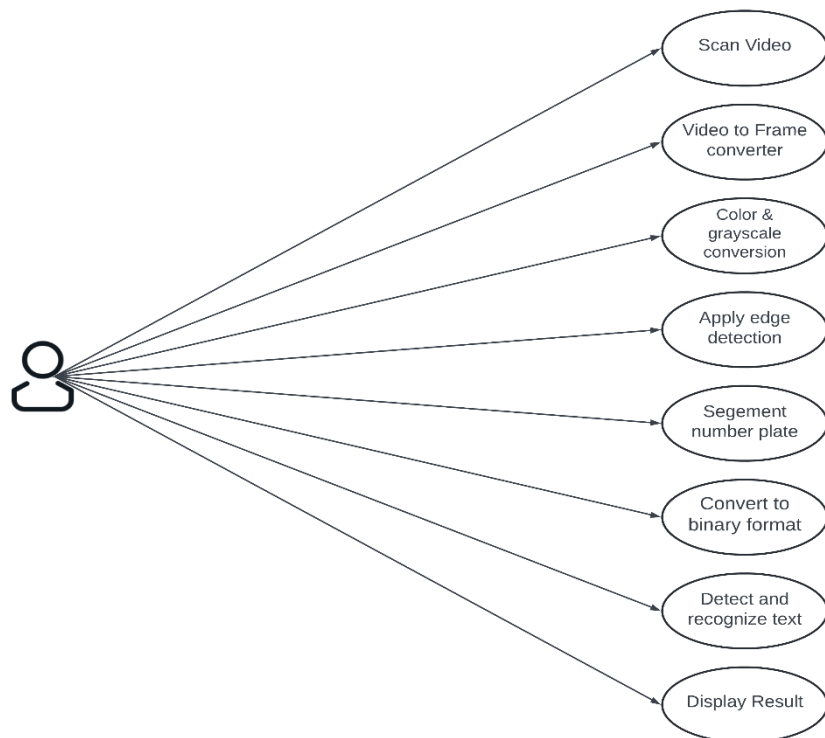 Scan Video
Video to Frame
converter
Color &
grayscale
conversion
Apply edge
detection
Segement
number plate
Convert to
binary format
Detect and
recognize text
Display Result